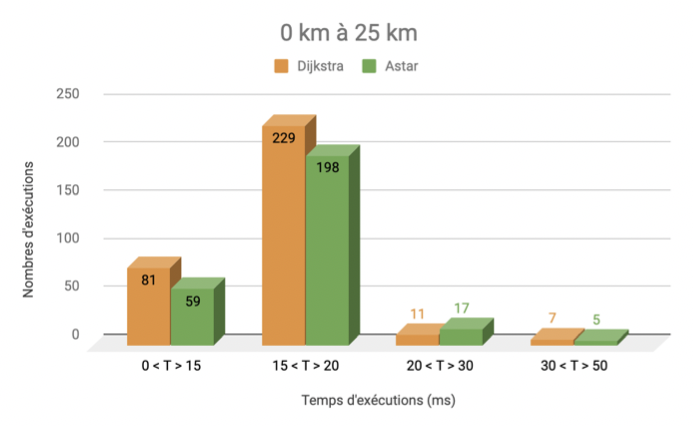 0 km à 25 km
Dijkstra Astar
250
200
150
100
50
0
Nombres d'exécutions
81
59
229
198
11
17
7
5
0 < T > 15
15 < T > 20
20 < T > 30
30 < T > 50
Temps d'exécutions (ms)